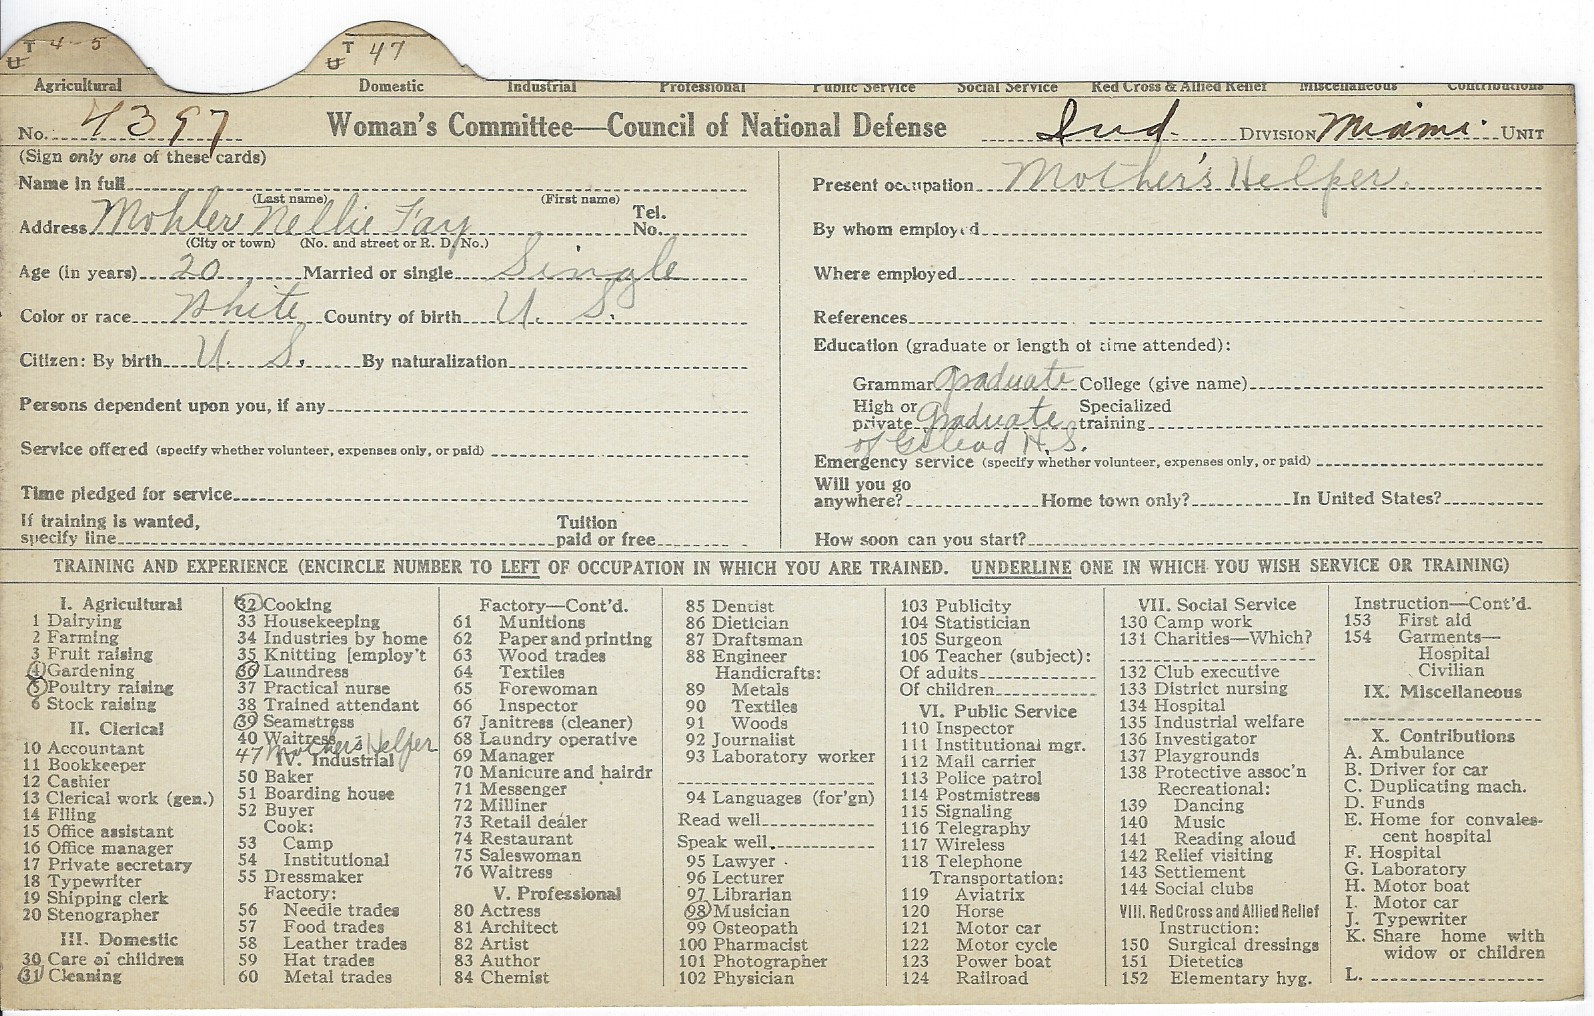 T 4-5 T 47
U U
Agricultural Domestic Industrial Professional Public Service Social Service Red Cross & Allied Relief Miscellaneous Contributions
No. 4397 Woman's Committee—Council of National Defense Ind. DIVISION Miami. UNIT
(Sign only one of these cards)
Name in full
(Last name) (First name)
Address Mohler Nellie Fay Tel. No.
(City or town) (No. and street or R. D. No.)
Age (in years) 20 Married or single Single
Color or race White Country of birth U. S.
Citizen: By birth U. S. By naturalization
Persons dependent upon you, if any
Service offered (specify whether volunteer, expenses only, or paid)
Time pledged for service
If training is wanted, specify line Tuition paid or free
Present occupation Mother's Helper.
By whom employed
Where employed
References
Education (graduate or length of time attended):
Grammar graduate College (give name)
High or private graduate Specialized training
of Gilead H.S.
Emergency service (specify whether volunteer, expenses only, or paid)
Will you go anywhere? Home town only? In United States?
How soon can you start?
TRAINING AND EXPERIENCE (ENCIRCLE NUMBER TO LEFT OF OCCUPATION IN WHICH YOU ARE TRAINED. UNDERLINE ONE IN WHICH YOU WISH SERVICE OR TRAINING)
I. Agricultural
1 Dairying
2 Farming
3 Fruit raising
4 Gardening
5 Poultry raising
6 Stock raising
II. Clerical
10 Accountant
11 Bookkeeper
12 Cashier
13 Clerical work (gen.)
14 Filing
15 Office assistant
16 Office manager
17 Private secretary
18 Typewriter
19 Shipping clerk
20 Stenographer
III. Domestic
30 Care of children
31 Cleaning
32 Cooking
33 Housekeeping
34 Industries by home
35 Knitting [employ't
36 Laundress
37 Practical nurse
38 Trained attendant
39 Seamstress
40 Waitress
47 Mother's Helper
IV. Industrial
50 Baker
51 Boarding house
52 Buyer
Cook:
53 Camp
54 Institutional
55 Dressmaker
Factory:
56 Needle trades
57 Food trades
58 Leather trades
59 Hat trades
60 Metal trades
Factory—Cont'd.
61 Munitions
62 Paper and printing
63 Wood trades
64 Textiles
65 Forewoman
66 Inspector
67 Janitress (cleaner)
68 Laundry operative
69 Manager
70 Manicure and hairdr
71 Messenger
72 Milliner
73 Retail dealer
74 Restaurant
75 Saleswoman
76 Waitress
V. Professional
80 Actress
81 Architect
82 Artist
83 Author
84 Chemist
85 Dentist
86 Dietician
87 Draftsman
88 Engineer
Handicrafts:
89 Metals
90 Textiles
91 Woods
92 Journalist
93 Laboratory worker
94 Languages (for'gn)
Read well
Speak well
95 Lawyer
96 Lecturer
97 Librarian
98 Musician
99 Osteopath
100 Pharmacist
101 Photographer
102 Physician
103 Publicity
104 Statistician
105 Surgeon
106 Teacher (subject):
Of adults
Of children
VI. Public Service
110 Inspector
111 Institutional mgr.
112 Mail carrier
113 Police patrol
114 Postmistress
115 Signaling
116 Telegraphy
117 Wireless
118 Telephone
Transportation:
119 Aviatrix
120 Horse
121 Motor car
122 Motor cycle
123 Power boat
124 Railroad
VII. Social Service
130 Camp work
131 Charities—Which?
132 Club executive
133 District nursing
134 Hospital
135 Industrial welfare
136 Investigator
137 Playgrounds
138 Protective assoc'n
Recreational:
139 Dancing
140 Music
141 Reading aloud
142 Relief visiting
143 Settlement
144 Social clubs
VIII. Red Cross and Allied Relief
Instruction:
150 Surgical dressings
151 Dietetics
152 Elementary hyg.
Instruction—Cont'd.
153 First aid
154 Garments—
Hospital
Civilian
IX. Miscellaneous
X. Contributions
A. Ambulance
B. Driver for car
C. Duplicating mach.
D. Funds
E. Home for convales-
cent hospital
F. Hospital
G. Laboratory
H. Motor boat
I. Motor car
J. Typewriter
K. Share home with
widow or children
L.